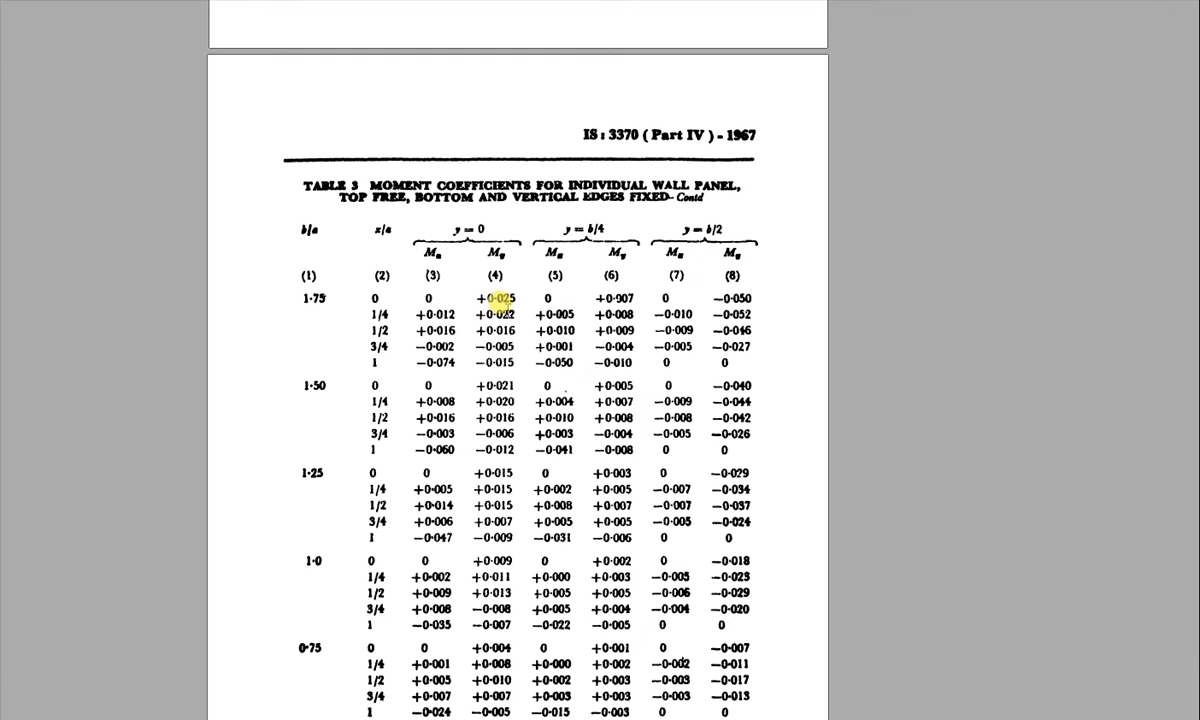 IS : 3370 ( Part IV ) - 1967
TABLE 3 MOMENT COEFFICIENTS FOR INDIVIDUAL WALL PANEL,
TOP FREE, BOTTOM AND VERTICAL EDGES FIXED- Contd
b/a x/a y = 0 y = b/4 y = b/2
Mx My Mx My Mx My
(1) (2) (3) (4) (5) (6) (7) (8)
1·75 0 0 +0·025 0 +0·007 0 −0·050
1/4 +0·012 +0·022 +0·005 +0·008 −0·010 −0·052
1/2 +0·016 +0·016 +0·010 +0·009 −0·009 −0·046
3/4 −0·002 −0·005 +0·001 −0·004 −0·005 −0·027
1 −0·074 −0·015 −0·050 −0·010 0 0
1·50 0 0 +0·021 0 +0·005 0 −0·040
1/4 +0·008 +0·020 +0·004 +0·007 −0·009 −0·044
1/2 +0·016 +0·016 +0·010 +0·008 −0·008 −0·042
3/4 −0·003 −0·006 +0·003 −0·004 −0·005 −0·026
1 −0·060 −0·012 −0·041 −0·008 0 0
1·25 0 0 +0·015 0 +0·003 0 −0·029
1/4 +0·005 +0·015 +0·002 +0·005 −0·007 −0·034
1/2 +0·014 +0·015 +0·008 +0·007 −0·007 −0·037
3/4 +0·006 +0·007 +0·005 +0·005 −0·005 −0·024
1 −0·047 −0·009 −0·031 −0·006 0 0
1·0 0 0 +0·009 0 +0·002 0 −0·018
1/4 +0·002 +0·011 +0·000 +0·003 −0·005 −0·023
1/2 +0·009 +0·013 +0·005 +0·005 −0·006 −0·029
3/4 +0·008 −0·008 +0·005 +0·004 −0·004 −0·020
1 −0·035 −0·007 −0·022 −0·005 0 0
0·75 0 0 +0·004 0 +0·001 0 −0·007
1/4 +0·001 +0·008 +0·000 +0·002 −0·002 −0·011
1/2 +0·005 +0·010 +0·002 +0·003 −0·003 −0·017
3/4 +0·007 +0·007 +0·003 +0·003 −0·003 −0·013
1 −0·024 −0·005 −0·015 −0·003 0 0